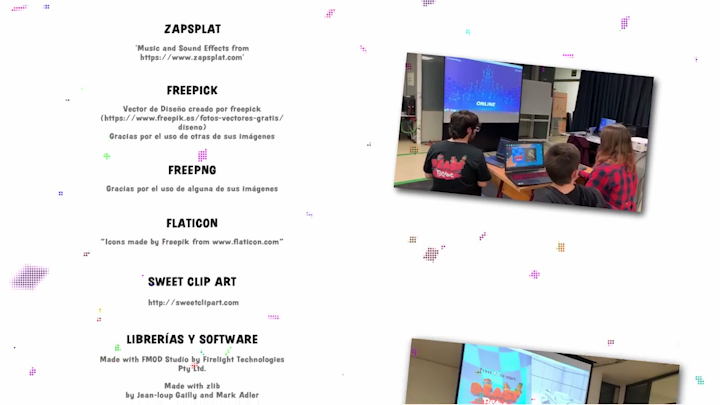 ZAPSPLAT
'Music and Sound Effects from
https://www.zapsplat.com'
FREEPICK
Vector de Diseño creado por freepick
(https://www.freepik.es/fotos-vectores-gratis/
diseno)
Gracias por el uso de otras de sus imágenes
FREEPNG
Gracias por el uso de alguna de sus imágenes
FLATICON
"Icons made by Freepik from www.flaticon.com"
SWEET CLIP ART
http://sweetclipart.com
LIBRERÍAS Y SOFTWARE
Made with FMOD Studio by Firelight Technologies
Pty Ltd.
Made with zlib
by Jean-loup Gailly and Mark Adler
ONLINE